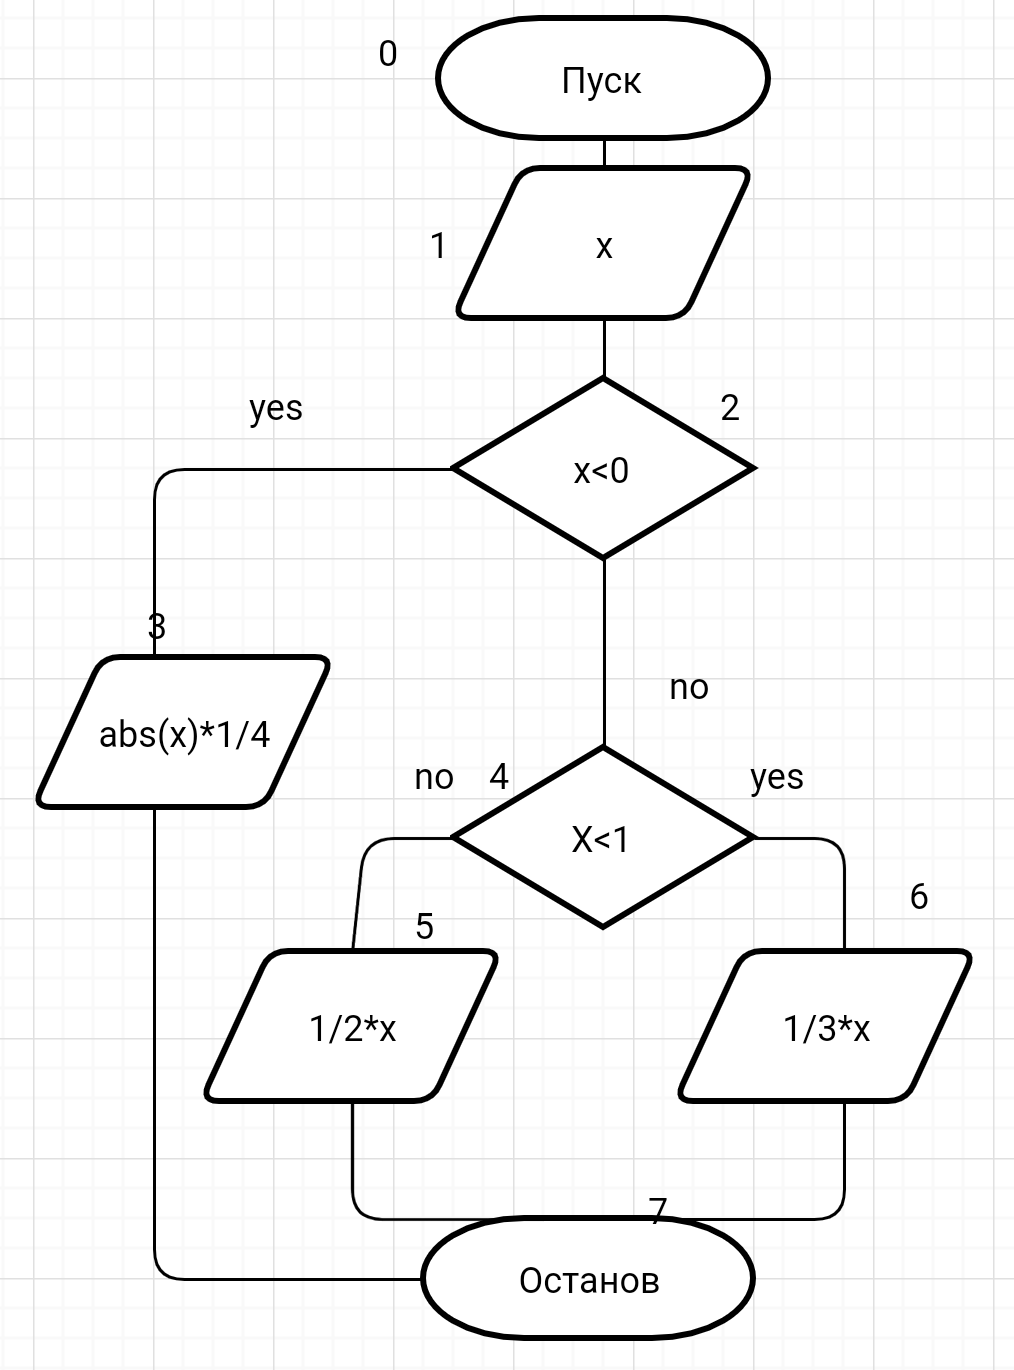 0
Пуск
1
x
yes
2
x<0
3
no
abs(x)*1/4
no
4
yes
X<1
5
6
1/2*x
1/3*x
7
Останов